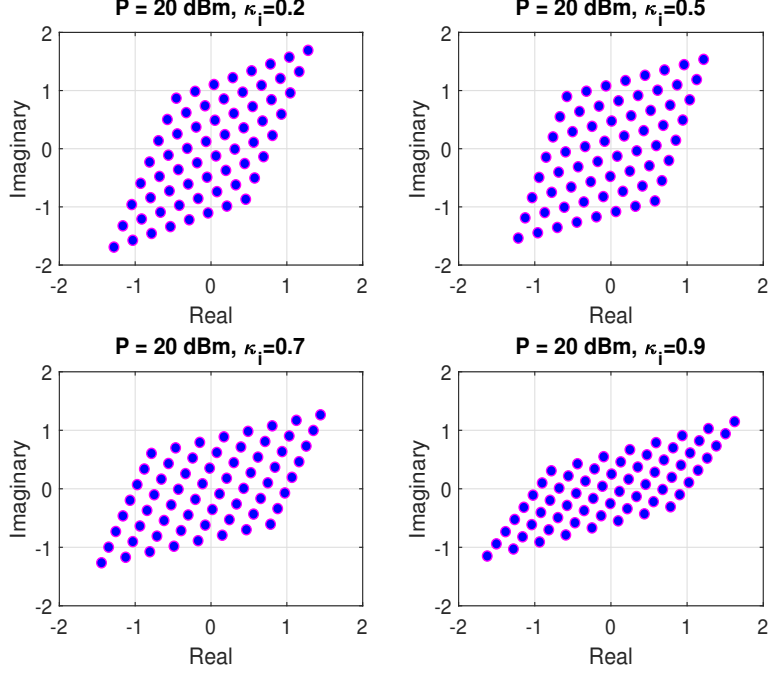 P = 20 dBm, κi=0.2
2
1
0
-1
-2
-2 -1 0 1 2
Imaginary
Real
P = 20 dBm, κi=0.5
2
1
0
-1
-2
-2 -1 0 1 2
Imaginary
Real
P = 20 dBm, κi=0.7
2
1
0
-1
-2
-2 -1 0 1 2
Imaginary
Real
P = 20 dBm, κi=0.9
2
1
0
-1
-2
-2 -1 0 1 2
Imaginary
Real